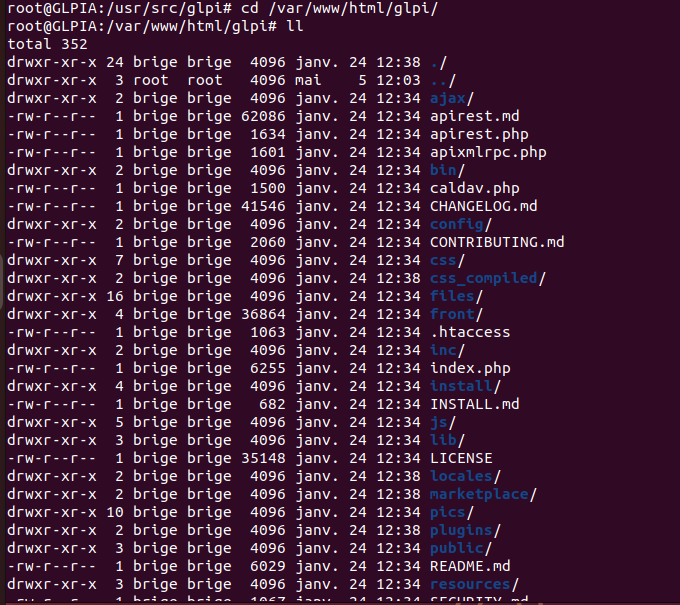 root@GLPIA:/usr/src/glpi# cd /var/www/html/glpi/
root@GLPIA:/var/www/html/glpi# ll
total 352
drwxr-xr-x 24 brige brige  4096 janv. 24 12:38 ./
drwxr-xr-x  3 root  root   4096 mai    5 12:03 ../
drwxr-xr-x  2 brige brige  4096 janv. 24 12:34 ajax/
-rw-r--r--  1 brige brige 62086 janv. 24 12:34 apirest.md
-rw-r--r--  1 brige brige  1634 janv. 24 12:34 apirest.php
-rw-r--r--  1 brige brige  1601 janv. 24 12:34 apixmlrpc.php
drwxr-xr-x  2 brige brige  4096 janv. 24 12:34 bin/
-rw-r--r--  1 brige brige  1500 janv. 24 12:34 caldav.php
-rw-r--r--  1 brige brige 41546 janv. 24 12:34 CHANGELOG.md
drwxr-xr-x  2 brige brige  4096 janv. 24 12:34 config/
-rw-r--r--  1 brige brige  2060 janv. 24 12:34 CONTRIBUTING.md
drwxr-xr-x  7 brige brige  4096 janv. 24 12:34 css/
drwxr-xr-x  2 brige brige  4096 janv. 24 12:38 css_compiled/
drwxr-xr-x 16 brige brige  4096 janv. 24 12:34 files/
drwxr-xr-x  4 brige brige 36864 janv. 24 12:34 front/
-rw-r--r--  1 brige brige  1063 janv. 24 12:34 .htaccess
drwxr-xr-x  2 brige brige  4096 janv. 24 12:34 inc/
-rw-r--r--  1 brige brige  6255 janv. 24 12:34 index.php
drwxr-xr-x  4 brige brige  4096 janv. 24 12:34 install/
-rw-r--r--  1 brige brige   682 janv. 24 12:34 INSTALL.md
drwxr-xr-x  5 brige brige  4096 janv. 24 12:34 js/
drwxr-xr-x  3 brige brige  4096 janv. 24 12:34 lib/
-rw-r--r--  1 brige brige 35148 janv. 24 12:34 LICENSE
drwxr-xr-x  2 brige brige  4096 janv. 24 12:38 locales/
drwxr-xr-x  2 brige brige  4096 janv. 24 12:34 marketplace/
drwxr-xr-x 10 brige brige  4096 janv. 24 12:34 pics/
drwxr-xr-x  2 brige brige  4096 janv. 24 12:38 plugins/
drwxr-xr-x  3 brige brige  4096 janv. 24 12:34 public/
-rw-r--r--  1 brige brige  6029 janv. 24 12:34 README.md
drwxr-xr-x  3 brige brige  4096 janv. 24 12:34 resources/
-rw-r--r--  1 brige brige  1067 janv. 24 12:34 SECURITY.md